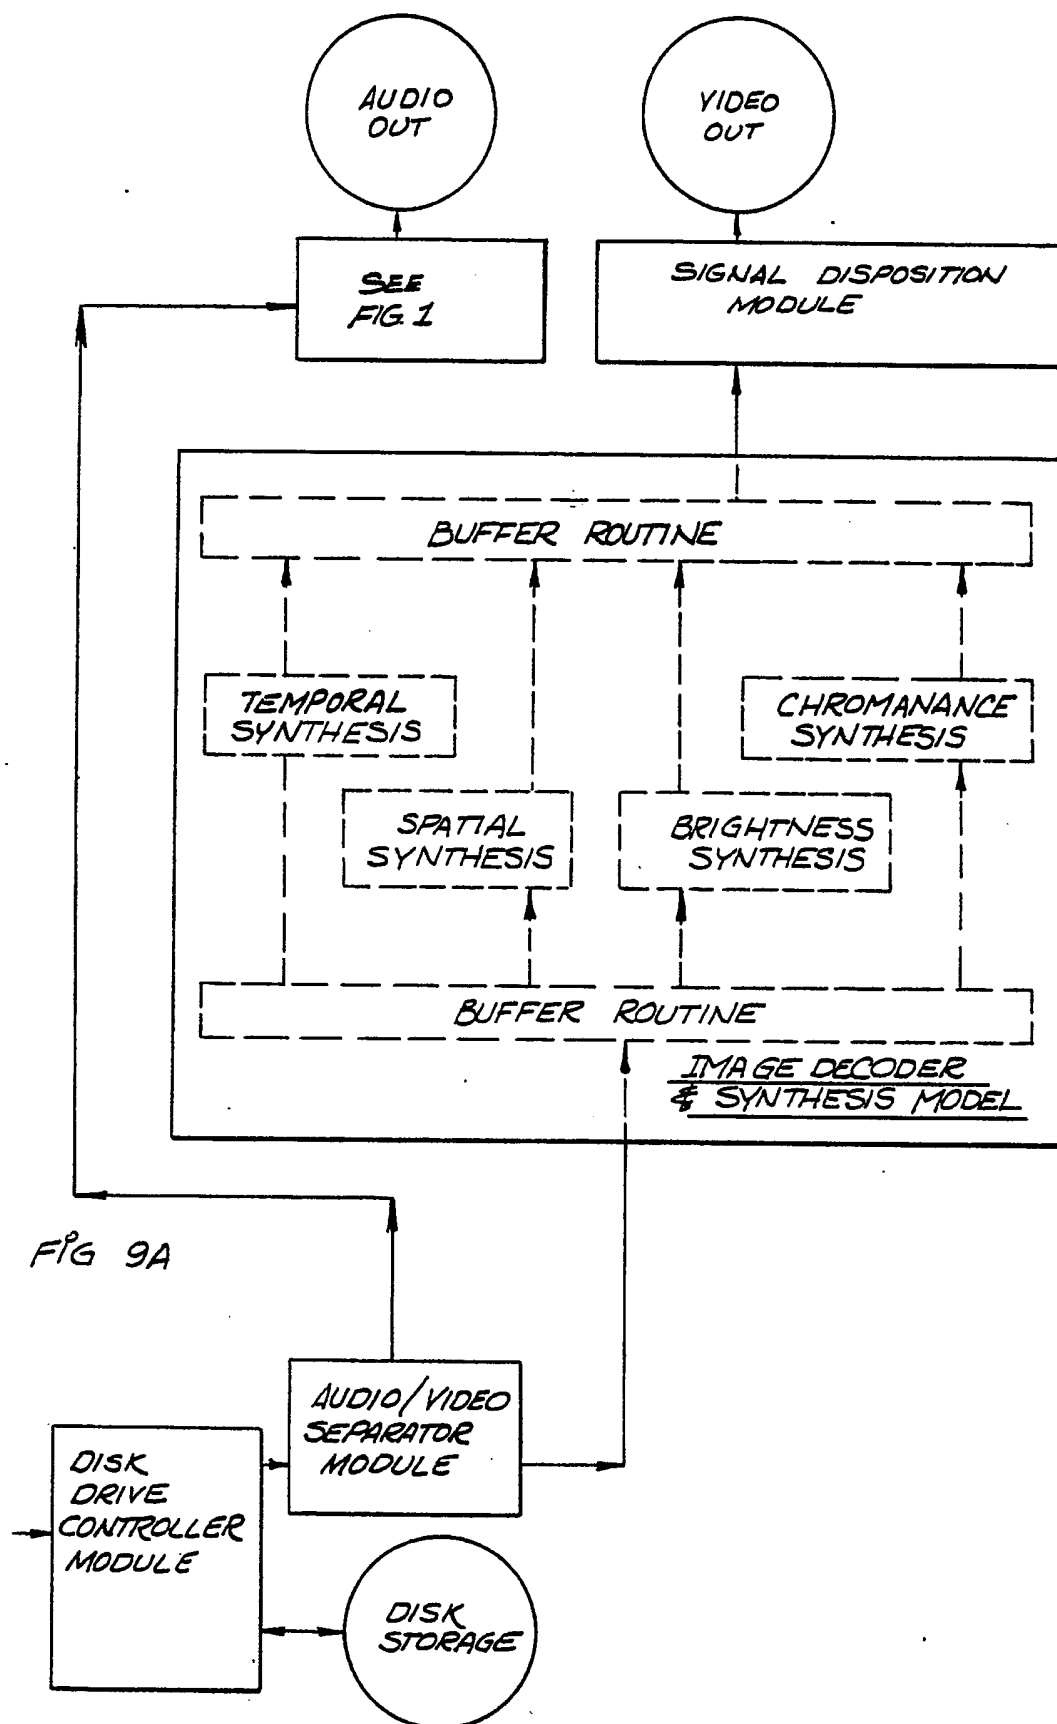 AUDIO
OUT
VIDEO
OUT
SEE
FIG. 1
SIGNAL DISPOSITION
MODULE
BUFFER ROUTINE
TEMPORAL
SYNTHESIS
CHROMANANCE
SYNTHESIS
SPATIAL
SYNTHESIS
BRIGHTNESS
SYNTHESIS
BUFFER ROUTINE
IMAGE DECODER
& SYNTHESIS MODEL
FIG 9A
AUDIO/VIDEO
SEPARATOR
MODULE
DISK
DRIVE
CONTROLLER
MODULE
DISK
STORAGE